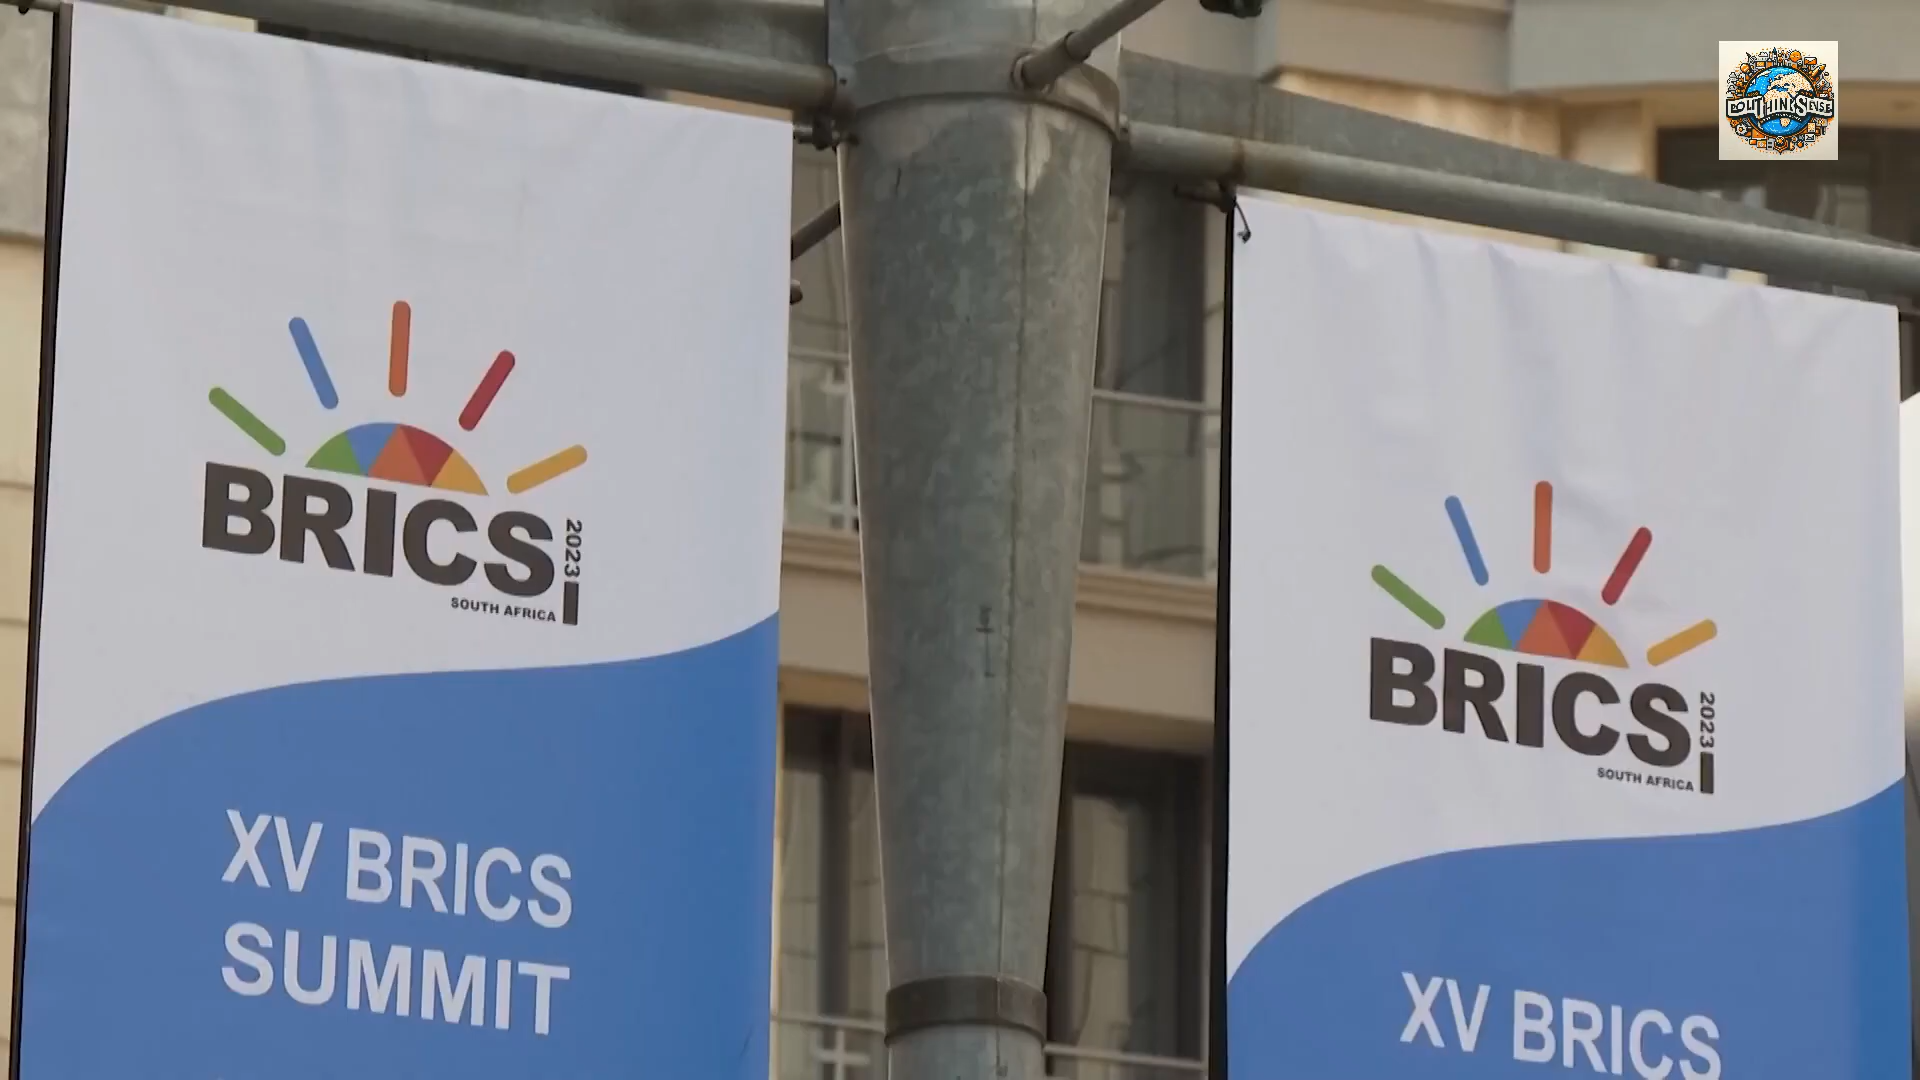 BRICS
2023
SOUTH AFRICA
XV BRICS
SUMMIT
BRICS
2023
SOUTH AFRICA
XV BRICS